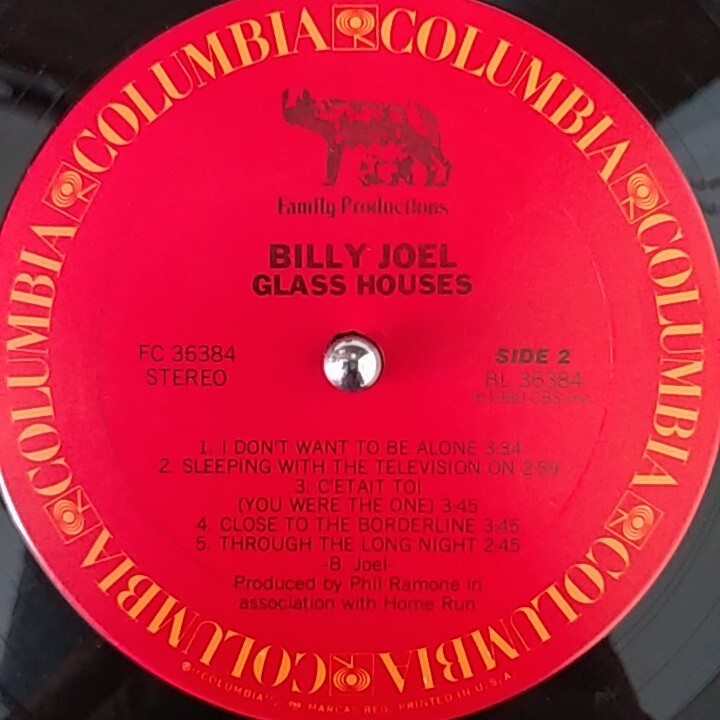 COLUMBIA COLUMBIA COLUMBIA COLUMBIA COLUMBIA COLUMBIA COLUMBIA COLUMBIA
Family Productions
BILLY JOEL
GLASS HOUSES
FC 36384
STEREO
SIDE 2
BL 36384
℗ 1980 CBS Inc.
1. I DON'T WANT TO BE ALONE 3:34
2. SLEEPING WITH THE TELEVISION ON 2:59
3. C'ETAIT TOI
(YOU WERE THE ONE) 3:45
4. CLOSE TO THE BORDERLINE 3:45
5. THROUGH THE LONG NIGHT 2:45
-B. Joel-
Produced by Phil Ramone in
association with Home Run
® "COLUMBIA", MARCAS REG. PRINTED IN U.S.A.